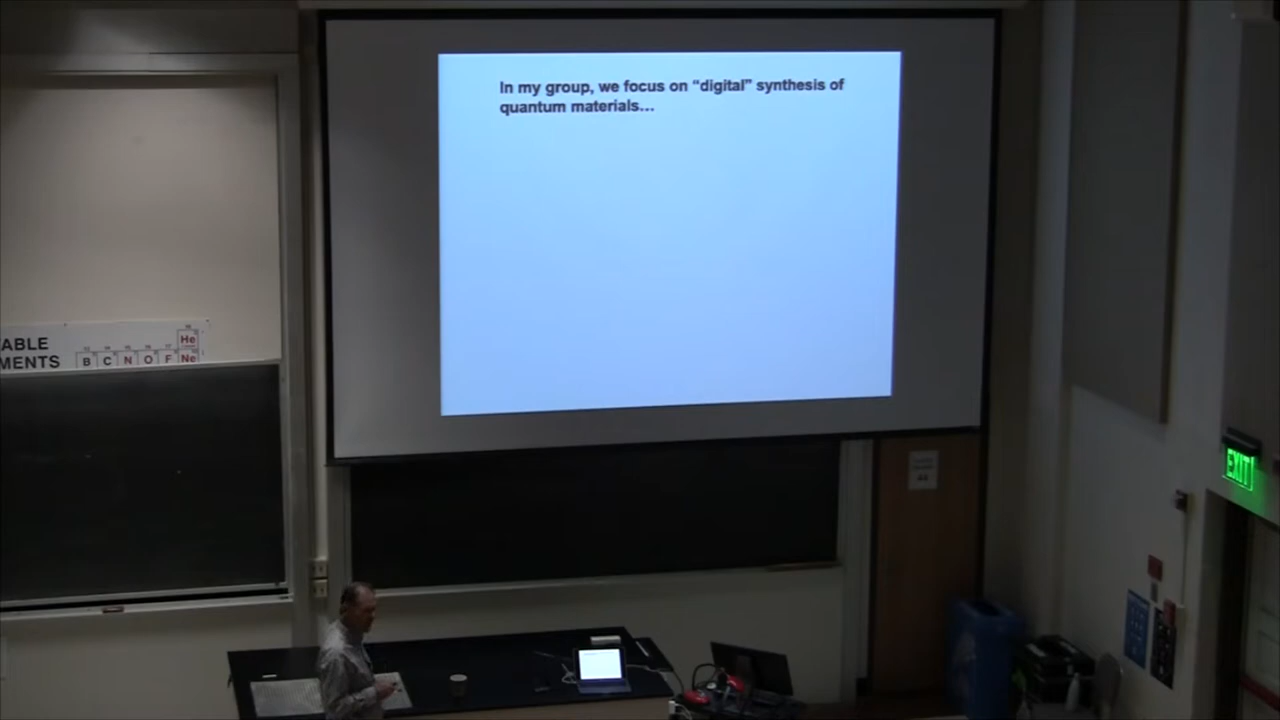 In my group, we focus on “digital” synthesis of
quantum materials...
ABLE
MENTS
B C N O F Ne
He
EXIT